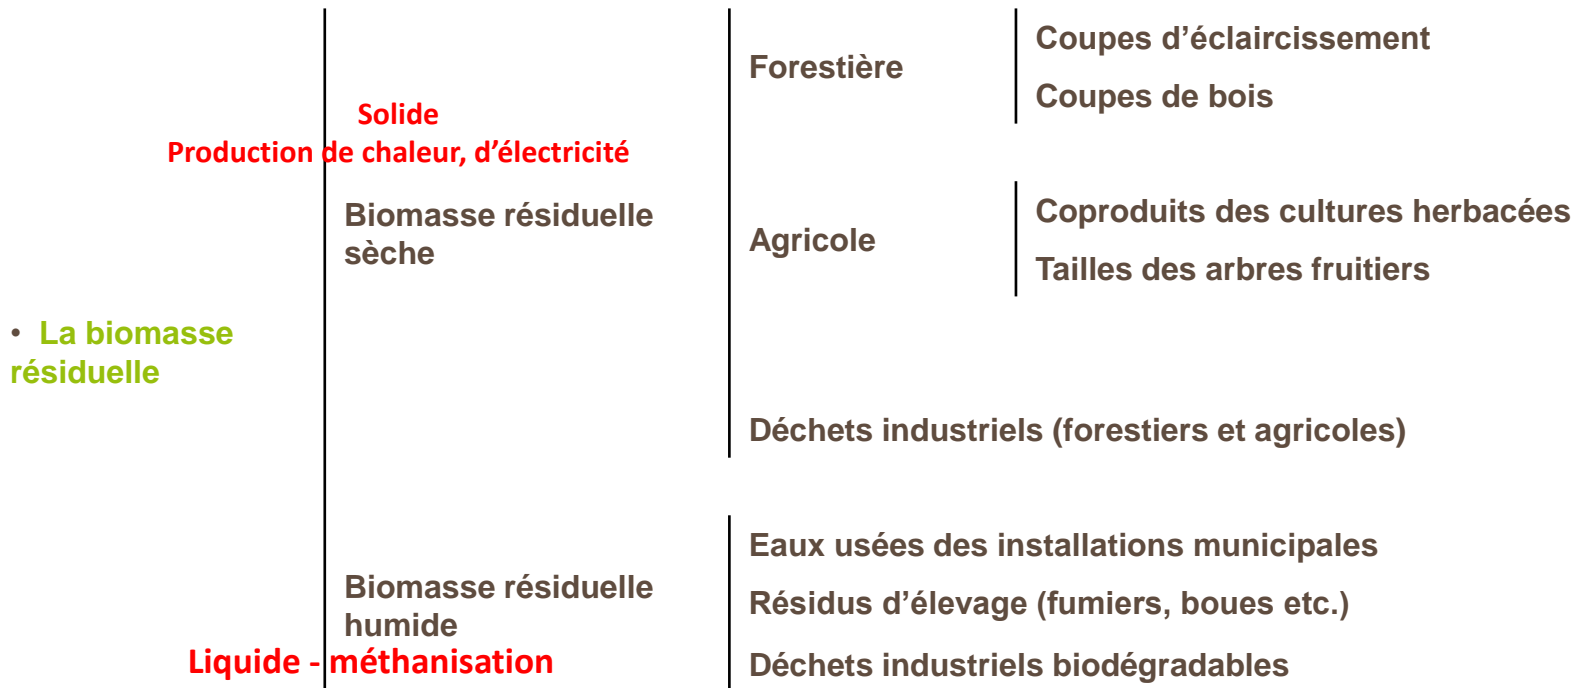 Forestière
Coupes d’éclaircissement
Coupes de bois
Solide
Production de chaleur, d’électricité
Biomasse résiduelle
sèche
Agricole
Coproduits des cultures herbacées
Tailles des arbres fruitiers
• La biomasse
résiduelle
Déchets industriels (forestiers et agricoles)
Biomasse résiduelle
humide
Liquide - méthanisation
Eaux usées des installations municipales
Résidus d’élevage (fumiers, boues etc.)
Déchets industriels biodégradables